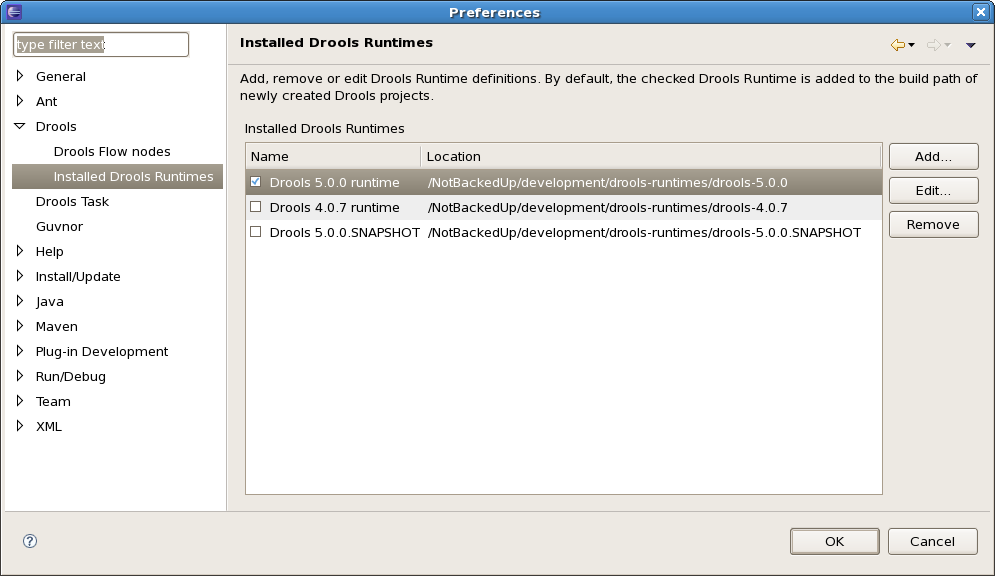 Preferences
type filter text
General
Ant
Drools
Drools Flow nodes
Installed Drools Runtimes
Drools Task
Guvnor
Help
Install/Update
Java
Maven
Plug-in Development
Run/Debug
Team
XML
Installed Drools Runtimes
Add, remove or edit Drools Runtime definitions. By default, the checked Drools Runtime is added to the build path of
newly created Drools projects.
Installed Drools Runtimes
Name Location
Drools 5.0.0 runtime /NotBackedUp/development/drools-runtimes/drools-5.0.0
Drools 4.0.7 runtime /NotBackedUp/development/drools-runtimes/drools-4.0.7
Drools 5.0.0.SNAPSHOT /NotBackedUp/development/drools-runtimes/drools-5.0.0.SNAPSHOT
Add...
Edit...
Remove
?
OK Cancel